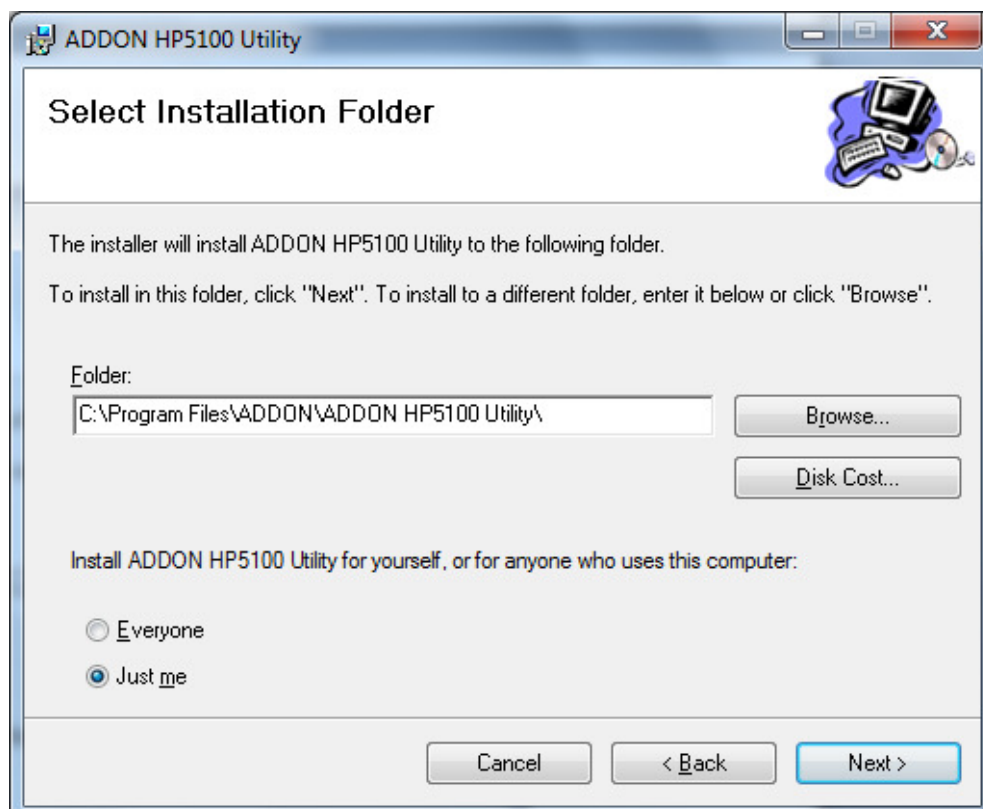 ADDON HP5100 Utility
Select Installation Folder
The installer will install ADDON HP5100 Utility to the following folder.
To install in this folder, click "Next". To install to a different folder, enter it below or click "Browse".
Folder:
C:\Program Files\ADDON\ADDON HP5100 Utility\
Browse...
Disk Cost...
Install ADDON HP5100 Utility for yourself, or for anyone who uses this computer:
Everyone
Just me
Cancel
< Back
Next >